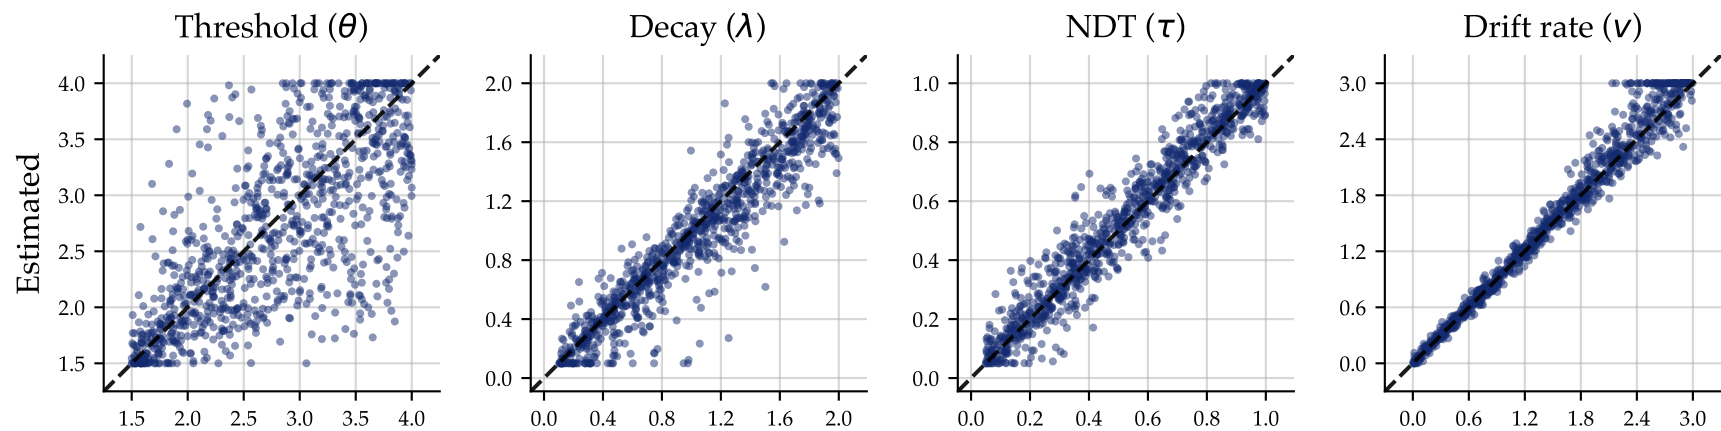 Threshold (θ)
Decay (λ)
NDT (τ)
Drift rate (v)
Estimated
4.0
3.5
3.0
2.5
2.0
1.5
1.5 2.0 2.5 3.0 3.5 4.0
2.0
1.6
1.2
0.8
0.4
0.0
0.0 0.4 0.8 1.2 1.6 2.0
1.0
0.8
0.6
0.4
0.2
0.0
0.0 0.2 0.4 0.6 0.8 1.0
3.0
2.4
1.8
1.2
0.6
0.0
0.0 0.6 1.2 1.8 2.4 3.0